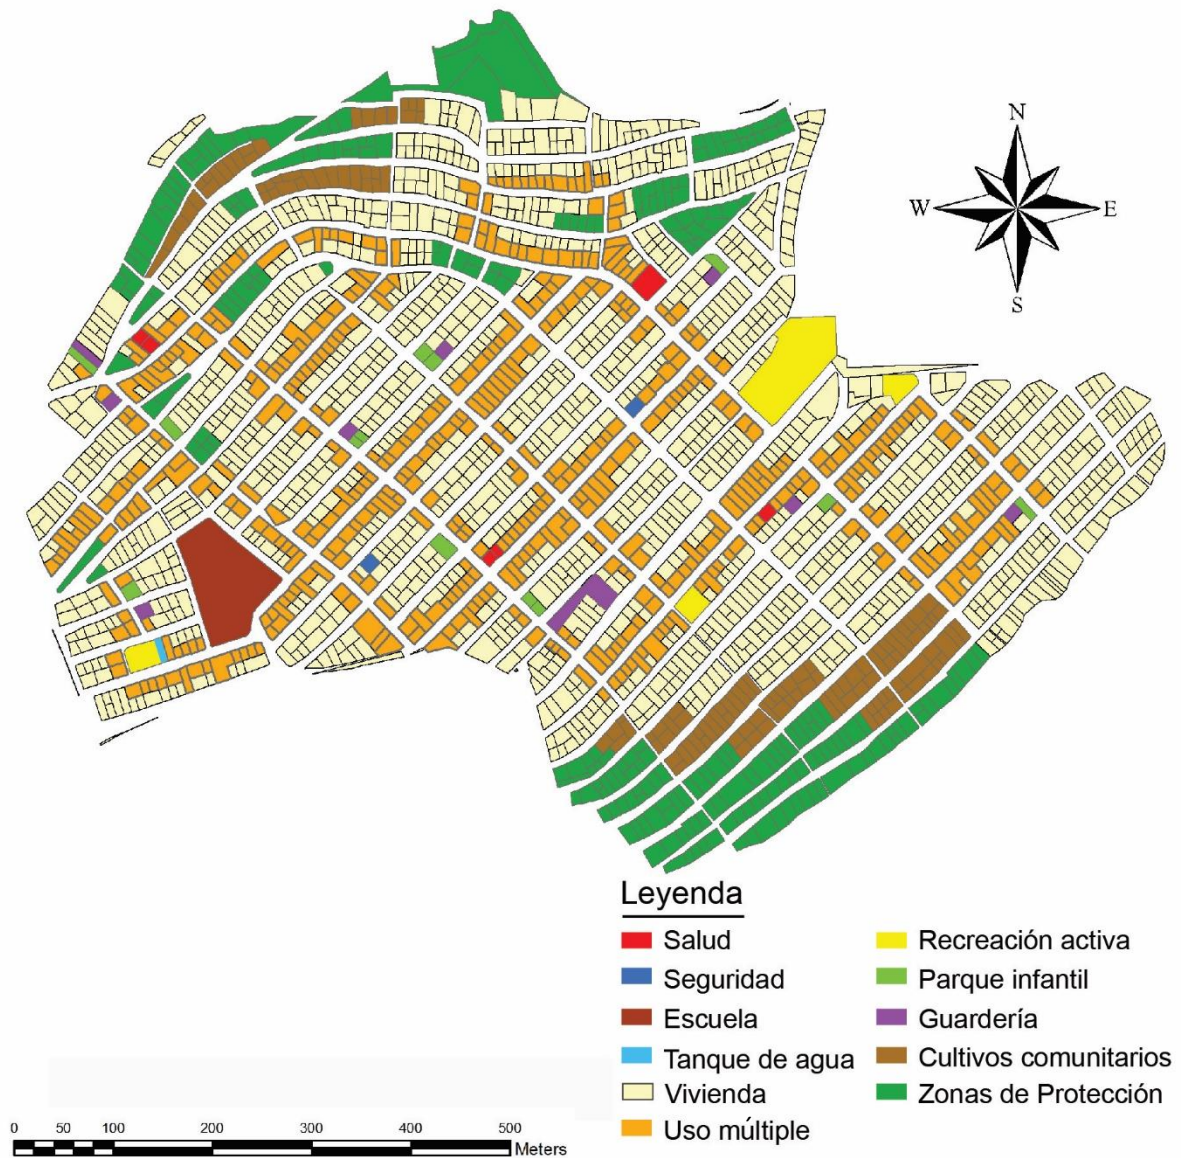 N
W E
S
Leyenda
Salud
Seguridad
Escuela
Tanque de agua
Vivienda
Uso múltiple
Recreación activa
Parque infantil
Guardería
Cultivos comunitarios
Zonas de Protección
0 50 100 200 300 400 500
Meters